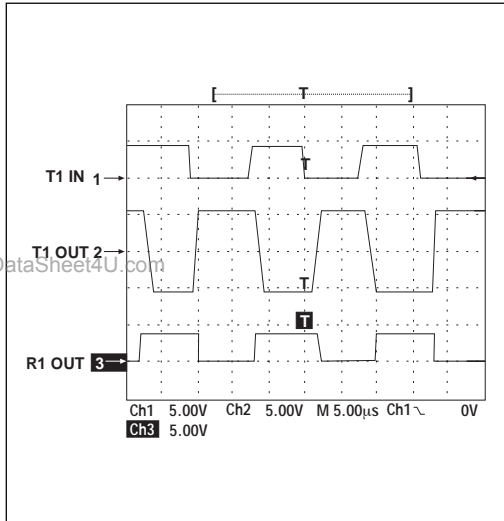 [ T ]
T1 IN 1
T
T1 OUT 2
DataSheet4U.com
T
T
R1 OUT 3
Ch1 5.00V Ch2 5.00V M 5.00µs Ch1 0V
Ch3 5.00V